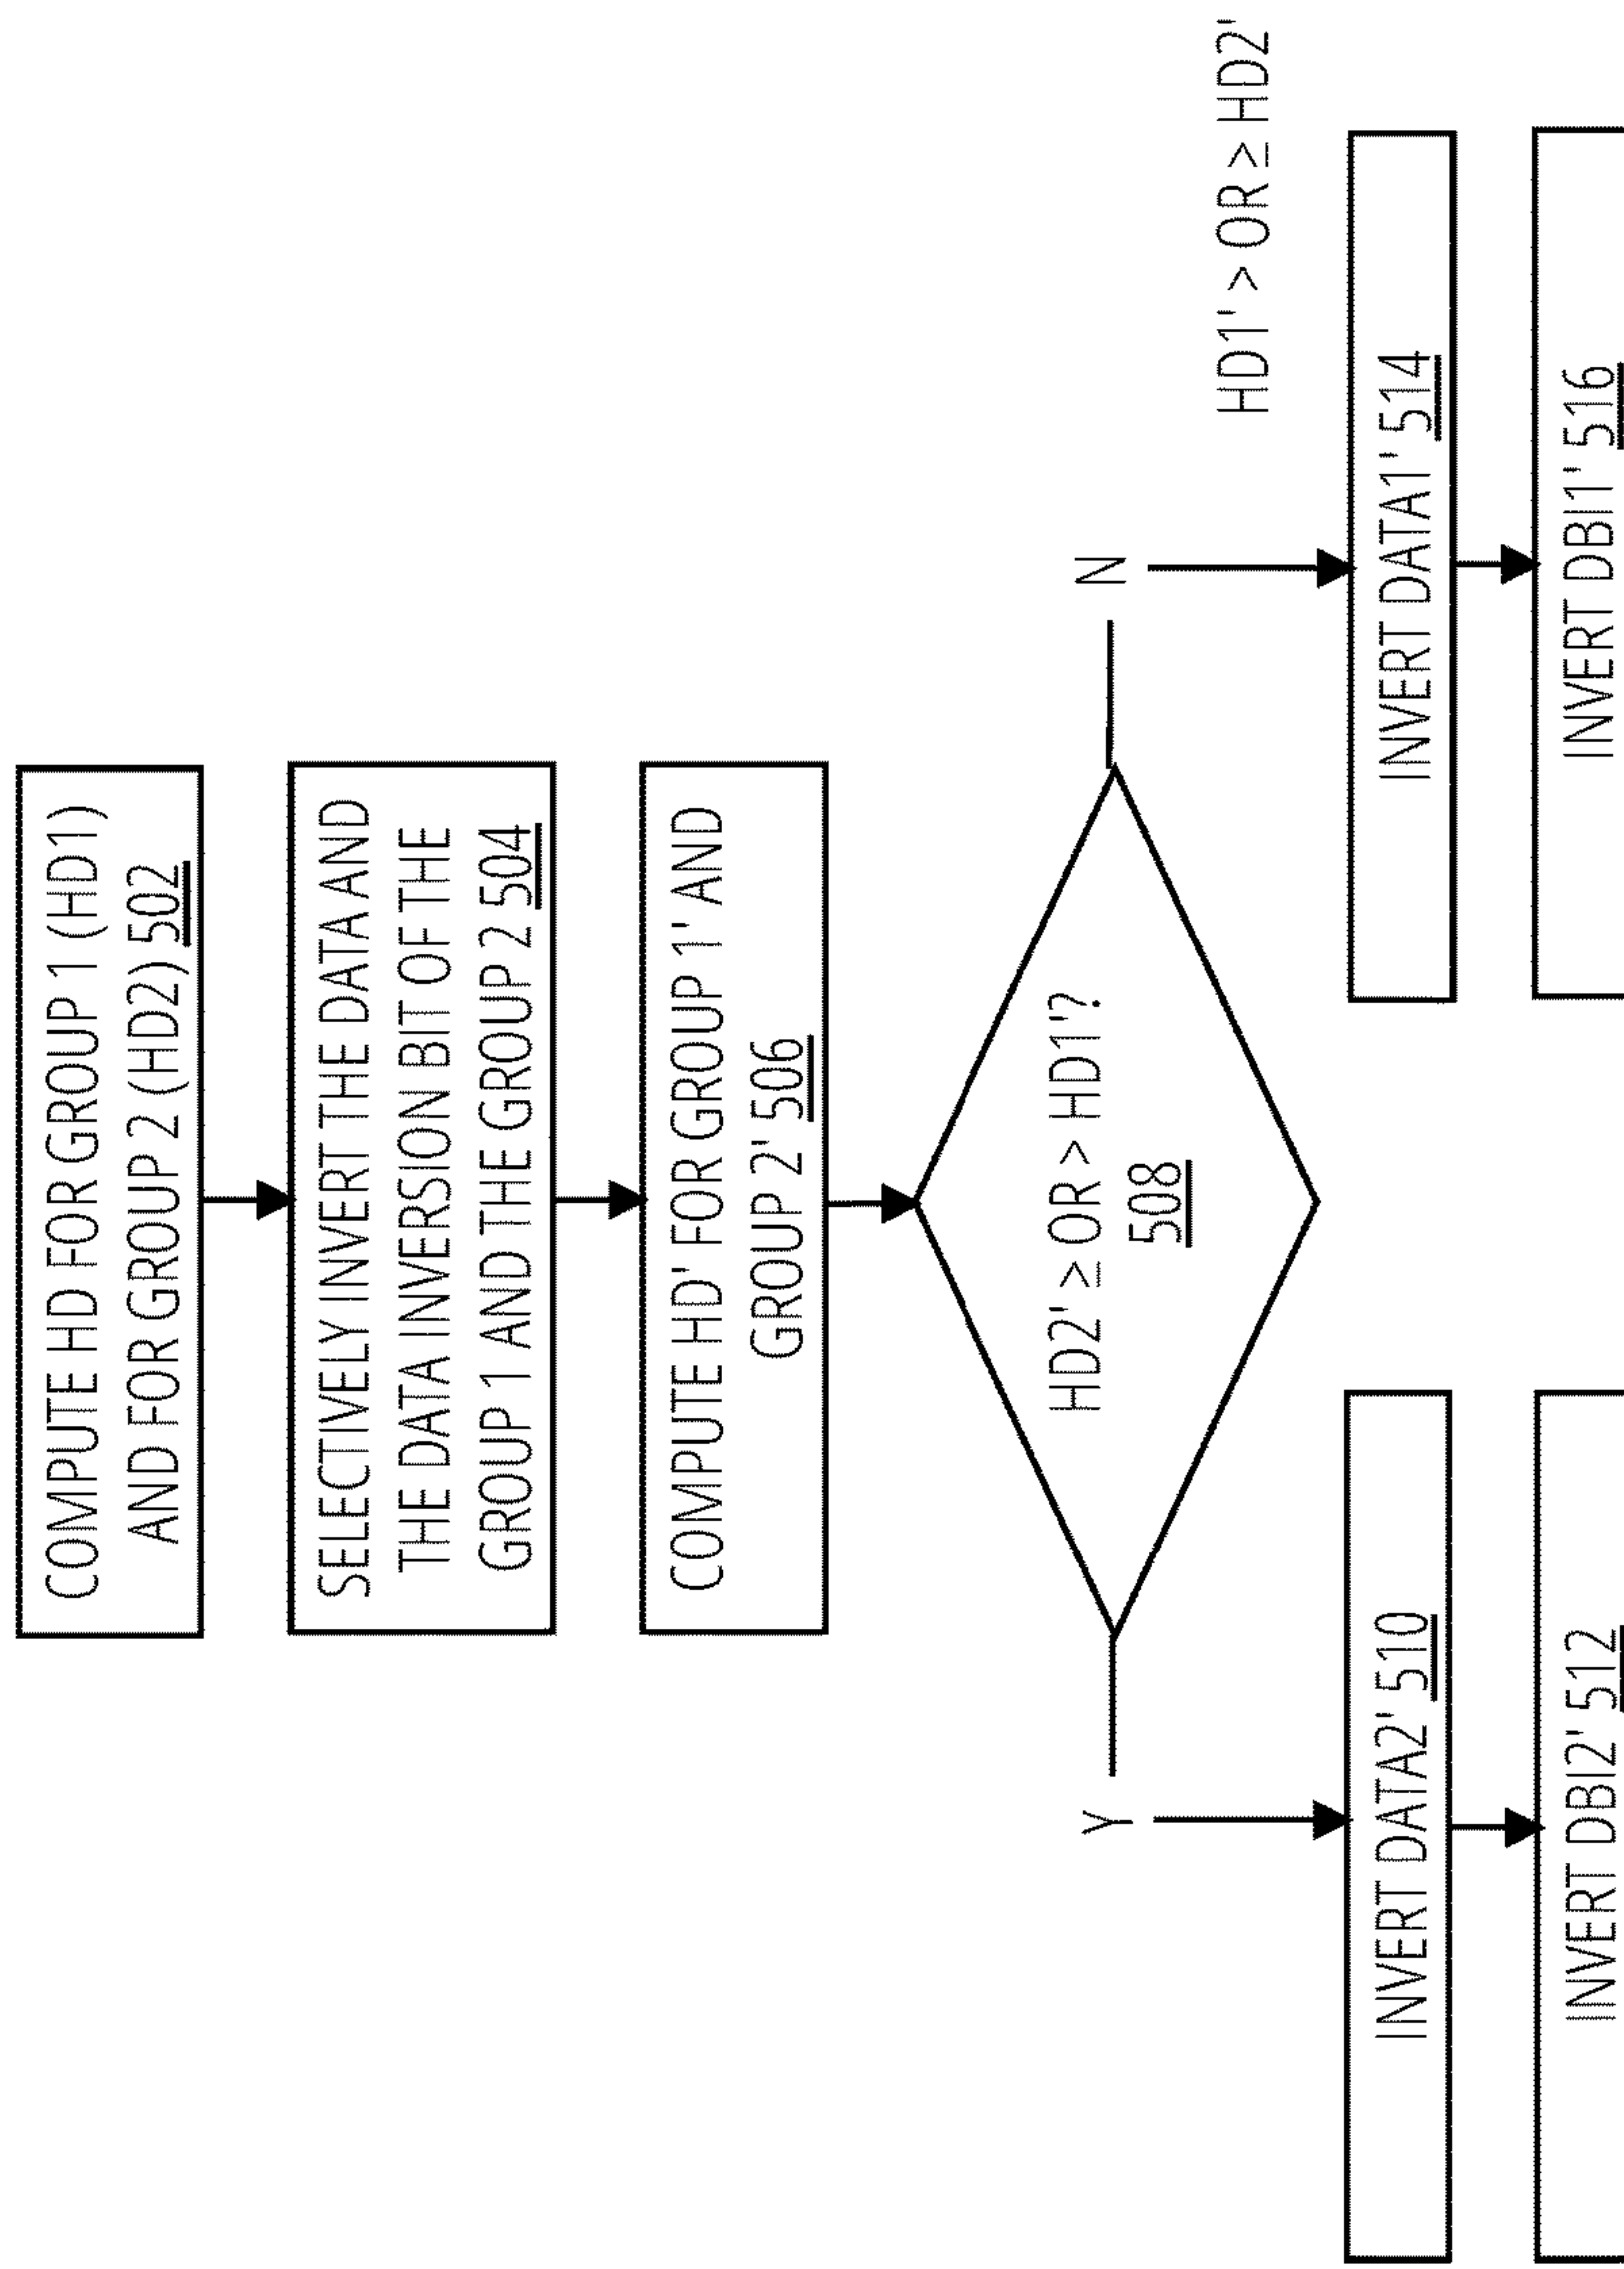 COMPUTE HD FOR GROUP 1 (HD1)
AND FOR GROUP 2 (HD2) 502
SELECTIVELY INVERT THE DATA AND
THE DATA INVERSION BIT OF THE
GROUP 1 AND THE GROUP 2 504
COMPUTE HD' FOR GROUP 1' AND
GROUP 2' 506
HD2' ≥ OR > HD1'?
508
Y
N
HD1' > OR ≥ HD2'
INVERT DATA2' 510
INVERT DATA1' 514
INVERT DBI2' 512
INVERT DBI1' 516